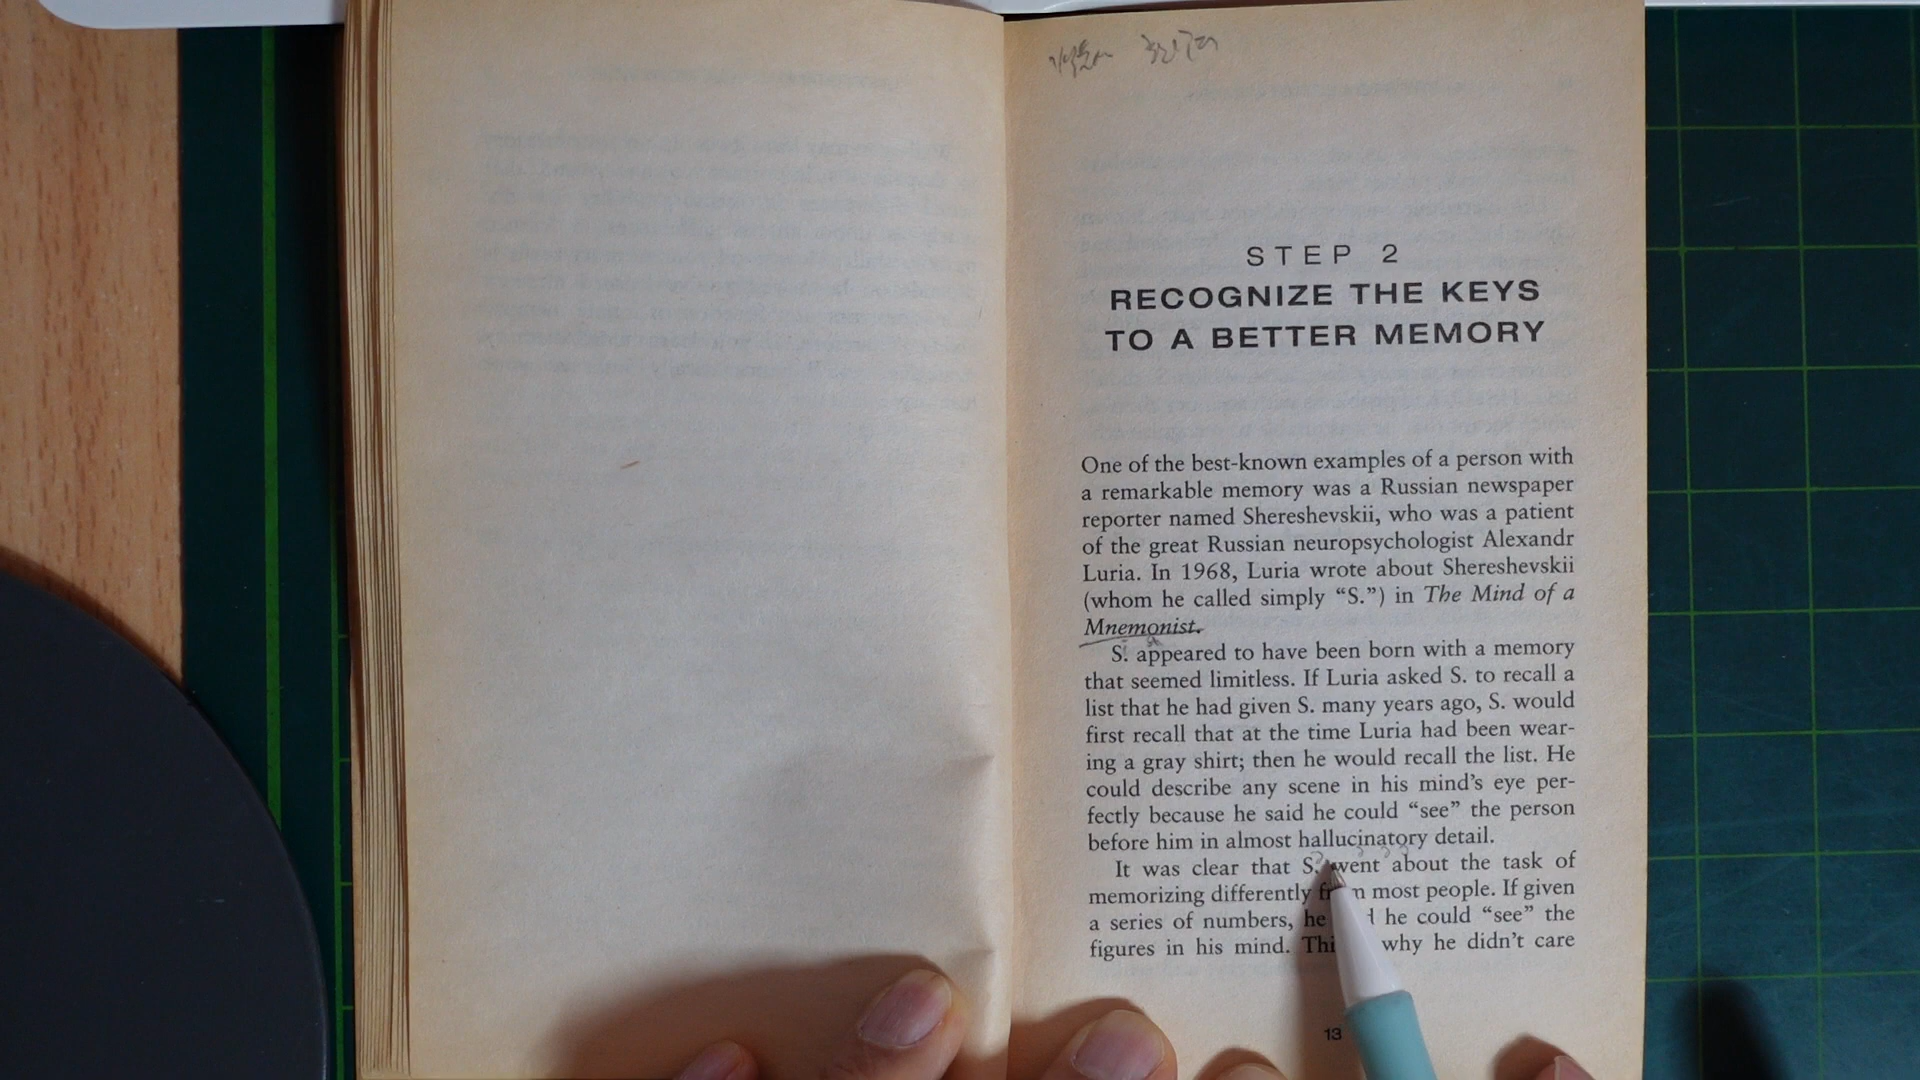 STEP 2
RECOGNIZE THE KEYS
TO A BETTER MEMORY
One of the best-known examples of a person with
a remarkable memory was a Russian newspaper
reporter named Shereshevskii, who was a patient
of the great Russian neuropsychologist Alexandr
Luria. In 1968, Luria wrote about Shereshevskii
(whom he called simply “S.”) in The Mind of a
Mnemonist.
S. appeared to have been born with a memory
that seemed limitless. If Luria asked S. to recall a
list that he had given S. many years ago, S. would
first recall that at the time Luria had been wear-
ing a gray shirt; then he would recall the list. He
could describe any scene in his mind’s eye per-
fectly because he said he could “see” the person
before him in almost hallucinatory detail.
It was clear that S. went about the task of
memorizing differently most people. If given
a series of numbers, he he could “see” the
figures in his mind. why he didn’t care
13